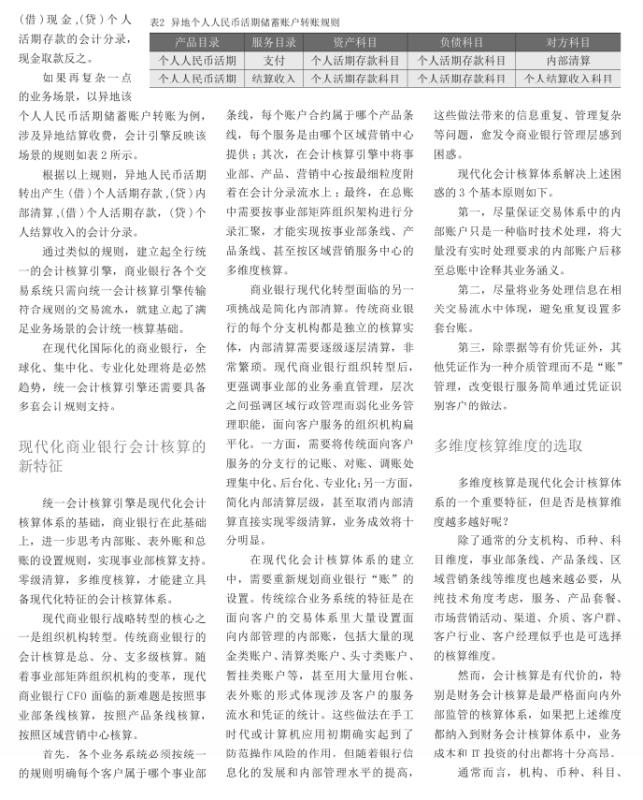 (借)现金,(贷)个人
活期存款的会计分录,
现金取款反之。
如果再复杂一点
的业务场景,以异地该
个人人民币活期储蓄账户转账为例,
涉及异地结算收费,会计引擎反映该
场景的规则如表2所示。
根据以上规则,异地人民币活期
转出产生(借)个人活期存款,(贷)内
部清算,(借)个人活期存款,(贷)个
人结算收入的会计分录。
通过类似的规则,建立起全行统
一的会计核算引擎,商业银行各个交
易系统只需向统一会计核算引擎传输
符合规则的交易流水,就建立起了满
足业务场景的会计统一核算基础。
在现代化国际化的商业银行,全
球化、集中化、专业化处理将是必然
趋势,统一会计核算引擎还需要具备
多套会计规则支持。
现代化商业银行会计核算的
新特征
统一会计核算引擎是现代化会计
核算体系的基础,商业银行在此基础
上,进一步思考内部账、表外账和总
账的设置规则,实现事业部核算支持。
零级清算,多维度核算,才能建立具
备现代化特征的会计核算体系。
现代商业银行战略转型的核心之
一是组织机构转型。传统商业银行的
会计核算是总、分、支多级核算。随
着事业部矩阵组织机构的变革,现代
商业银行CFO面临的新难题是按照事
业部条线核算,按照产品条线核算,
按照区域营销中心核算。
首先,各个业务系统必须按统一
的规则明确每个客户属于哪个事业部
表2 异地个人人民币活期储蓄账户转账规则
产品目录 服务目录 资产科目 负债科目 对方科目
个人人民币活期 支付 个人活期存款科目 个人活期存款科目 内部清算
个人人民币活期 结算收入 个人活期存款科目 个人活期存款科目 个人结算收入科目
条线,每个账户合约属于哪个产品条
线,每个服务是由哪个区域营销中心
提供;其次,在会计核算引擎中将事
业部、产品、营销中心按最细粒度附
着在会计分录流水上;最终,在总账
中需要按事业部矩阵组织架构进行分
录汇聚,才能实现按事业部条线、产
品条线、甚至按区域营销服务中心的
多维度核算。
商业银行现代化转型面临的另一
项挑战是简化内部清算。传统商业银
行的每个分支机构都是独立的核算实
体,内部清算需要逐级逐层清算,非
常繁琐。现代商业银行组织转型后,
更强调事业部的业务垂直管理,层次
之间强调区域行政管理而弱化业务管
理职能,面向客户服务的组织机构扁
平化。一方面,需要将传统面向客户
服务的分支行的记账、对账、调账处
理集中化、后台化、专业化;另一方面,
简化内部清算层级,甚至取消内部清
算直接实现零级清算,业务成效将十
分明显。
在现代化会计核算体系的建立
中,需要重新规划商业银行“账”的
设置。传统综合业务系统的特征是在
面向客户的交易体系里大量设置面
向内部管理的内部账,包括大量的现
金类账户、清算类账户、头寸类账户、
暂挂类账户等,甚至用大量用台帐、
表外账的形式体现涉及客户的服务
流水和凭证的统计。这些做法在手工
时代或计算机应用初期确实起到了
防范操作风险的作用,但随着银行信
息化的发展和内部管理水平的提高,
这些做法带来的信息重复、管理复杂
等问题,愈发令商业银行管理层感到
困惑。
现代化会计核算体系解决上述困
惑的3个基本原则如下。
第一,尽量保证交易体系中的内
部账户只是一种临时技术处理,将大
量没有实时处理要求的内部账户后移
至总账中诠释其业务涵义。
第二,尽量将业务处理信息在相
关交易流水中体现,避免重复设置多
套台账。
第三,除票据等有价凭证外,其
他凭证作为一种介质管理而不是“账”
管理,改变银行服务简单通过凭证识
别客户的做法。
多维度核算维度的选取
多维度核算是现代化会计核算体
系的一个重要特征,但是否是核算维
度越多越好呢?
除了通常的分支机构、币种、科
目维度,事业部条线、产品条线、区
域营销条线等维度也越来越必要,从
纯技术角度考虑,服务、产品套餐、
市场营销活动、渠道、介质、客户群、
客户行业、客户经理似乎也是可选择
的核算维度。
然而,会计核算是有代价的,特
别是财务会计核算是最严格面向内外
部监管的核算体系,如果把上述维度
都纳入到财务会计核算体系中,业务
成本和IT投资的付出都将十分高昂。
通常而言,机构、币种、科目、